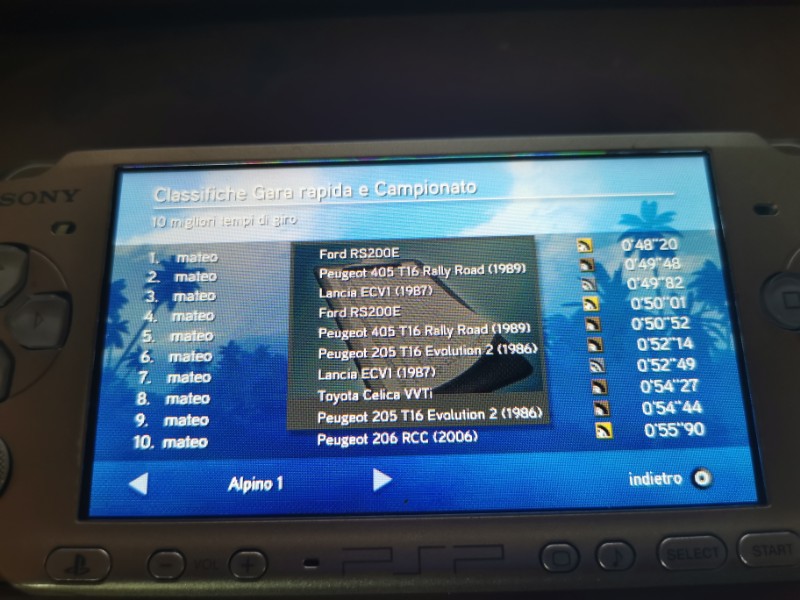 SONY
Classifiche Gara rapida e Campionato
10 migliori tempi di giro
1. mateo Ford RS200E 0'48"20
2. mateo Peugeot 405 T16 Rally Road (1989) 0'49"48
3. mateo Lancia ECV1 (1987) 0'49"82
4. mateo Ford RS200E 0'50"01
5. mateo Peugeot 405 T16 Rally Road (1989) 0'50"52
6. mateo Peugeot 205 T16 Evolution 2 (1986) 0'52"14
7. mateo Lancia ECV1 (1987) 0'52"49
8. mateo Toyota Celica VVTi 0'54"27
9. mateo Peugeot 205 T16 Evolution 2 (1986) 0'54"44
10. mateo Peugeot 206 RCC (2006) 0'55"90
Alpino 1 indietro
VOL PSP SELECT START